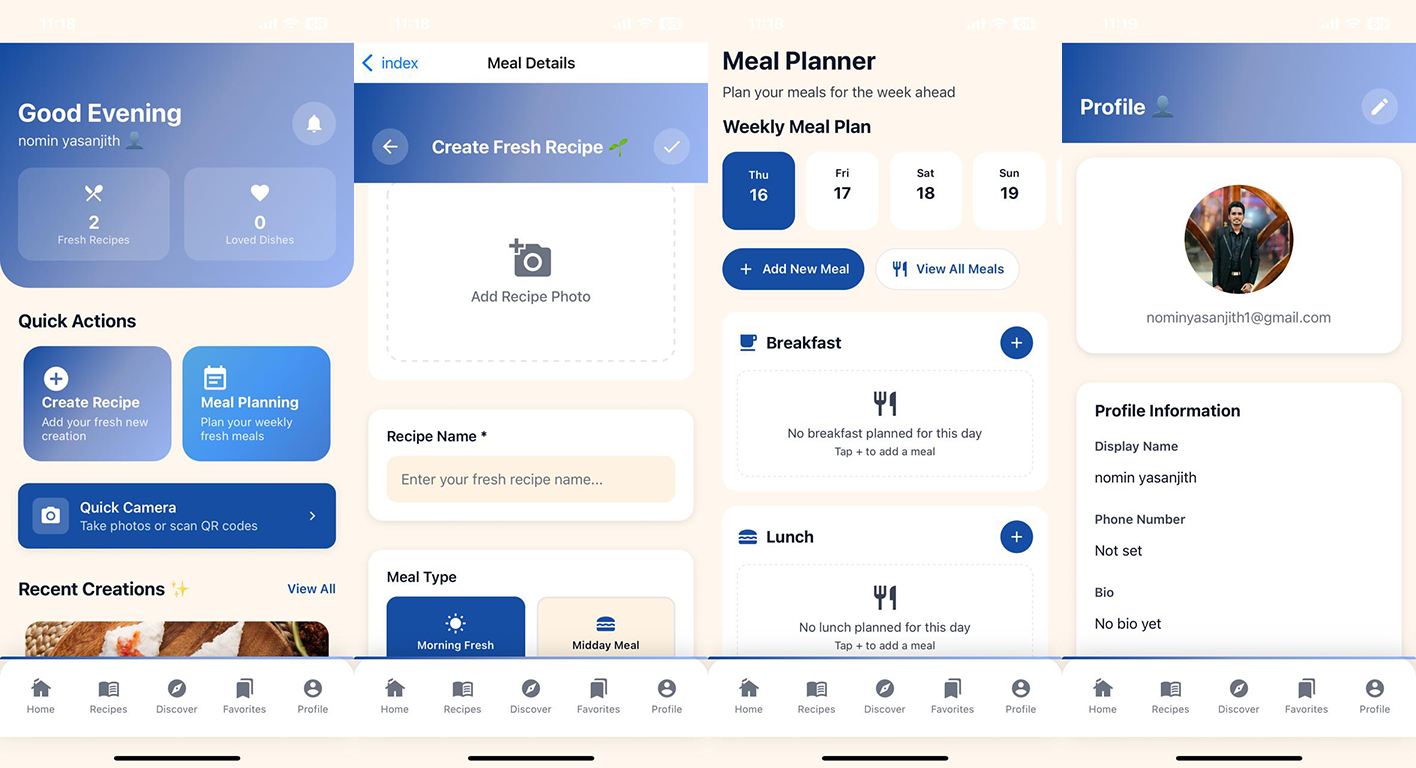 11:18
Good Evening
nomin yasanjith 👤
2
Fresh Recipes
0
Loved Dishes
Quick Actions
Create Recipe
Add your fresh new
creation
Meal Planning
Plan your weekly
fresh meals
Quick Camera
Take photos or scan QR codes
Recent Creations ✨
View All
Home
Recipes
Discover
Favorites
Profile
11:18
index
Meal Details
Create Fresh Recipe 🌱
Add Recipe Photo
Recipe Name *
Enter your fresh recipe name...
Meal Type
Morning Fresh
Midday Meal
Home
Recipes
Discover
Favorites
Profile
11:18
Meal Planner
Plan your meals for the week ahead
Weekly Meal Plan
Thu
16
Fri
17
Sat
18
Sun
19
Add New Meal
View All Meals
Breakfast
No breakfast planned for this day
Tap + to add a meal
Lunch
No lunch planned for this day
Tap + to add a meal
Home
Recipes
Discover
Favorites
Profile
11:19
Profile 👤
nominyasanjith1@gmail.com
Profile Information
Display Name
nomin yasanjith
Phone Number
Not set
Bio
No bio yet
Home
Recipes
Discover
Favorites
Profile